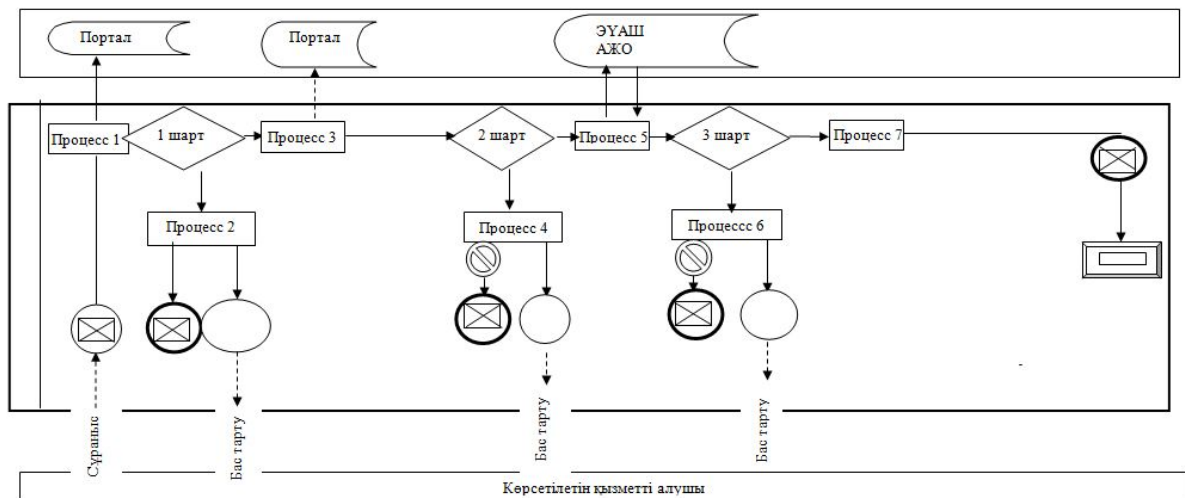 Портал
Портал
ЭҮАШ
АЖО
Процесс 1
1 шарт
Процесс 3
2 шарт
Процесс 5
3 шарт
Процесс 7
Процесс 2
Процесс 4
Процессс 6
Сұраныс
Бас тарту
Бас тарту
Бас тарту
Көрсетілетін қызметті алушы